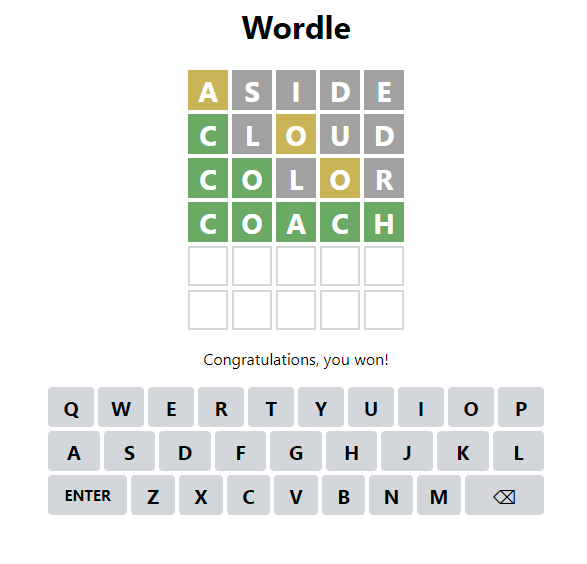 Wordle
A S I D E
C L O U D
C O L O R
C O A C H
Congratulations, you won!
Q W E R T Y U I O P
A S D F G H J K L
ENTER Z X C V B N M ⌫